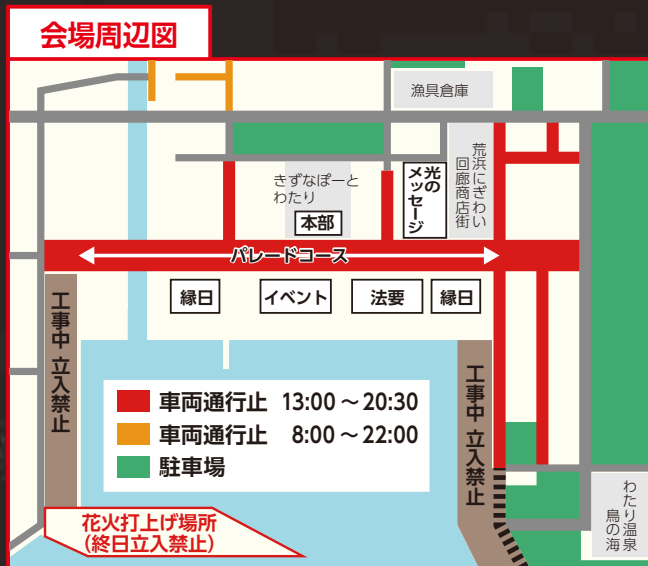 会場周辺図
漁具倉庫
荒浜にぎわい
回廊商店街
光の
メッセージ
きずなぽーと
わたり
本部
パレードコース
縁日
イベント
法要
縁日
工事中 立入禁止
工事中 立入禁止
車両通行止 13:00～20:30
車両通行止 8:00～22:00
駐車場
花火打上げ場所
(終日立入禁止)
わたり温泉
鳥の海